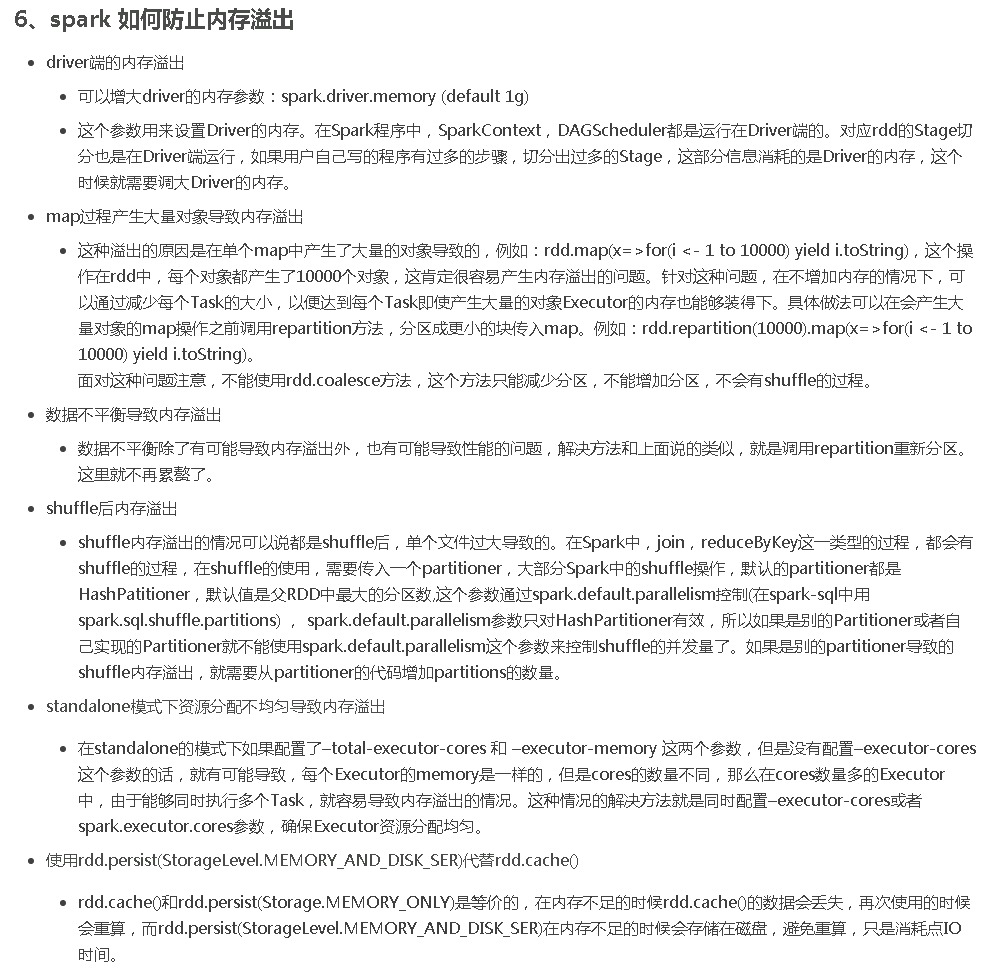 6、spark 如何防止内存溢出
driver端的内存溢出
可以增大driver的内存参数：spark.driver.memory (default 1g)
这个参数用来设置Driver的内存。在Spark程序中，SparkContext，DAGScheduler都是运行在Driver端的。对应rdd的Stage切
分也是在Driver端运行，如果用户自己写的程序有过多的步骤，切分出过多的Stage，这部分信息消耗的是Driver的内存，这个
时候就需要调大Driver的内存。
map过程产生大量对象导致内存溢出
这种溢出的原因是在单个map中产生了大量的对象导致的，例如：rdd.map(x=>for(i <- 1 to 10000) yield i.toString)，这个操
作在rdd中，每个对象都产生了10000个对象，这肯定很容易产生内存溢出的问题。针对这种问题，在不增加内存的情况下，可
以通过减少每个Task的大小，以便达到每个Task即使产生大量的对象Executor的内存也能够装得下。具体做法可以在会产生大
量对象的map操作之前调用repartition方法，分区成更小的块传入map。例如：rdd.repartition(10000).map(x=>for(i <- 1 to
10000) yield i.toString)。
面对这种问题注意，不能使用rdd.coalesce方法，这个方法只能减少分区，不能增加分区，不会有shuffle的过程。
数据不平衡导致内存溢出
数据不平衡除了有可能导致内存溢出外，也有可能导致性能的问题，解决方法和上面说的类似，就是调用repartition重新分区。
这里就不再累赘了。
shuffle后内存溢出
shuffle内存溢出的情况可以说都是shuffle后，单个文件过大导致的。在Spark中，join，reduceByKey这一类型的过程，都会有
shuffle的过程，在shuffle的使用，需要传入一个partitioner，大部分Spark中的shuffle操作，默认的partitioner都是
HashPatitioner，默认值是父RDD中最大的分区数,这个参数通过spark.default.parallelism控制(在spark-sql中用
spark.sql.shuffle.partitions) ， spark.default.parallelism参数只对HashPartitioner有效，所以如果是别的Partitioner或者自
己实现的Partitioner就不能使用spark.default.parallelism这个参数来控制shuffle的并发量了。如果是别的partitioner导致的
shuffle内存溢出，就需要从partitioner的代码增加partitions的数量。
standalone模式下资源分配不均匀导致内存溢出
在standalone的模式下如果配置了–total-executor-cores 和 –executor-memory 这两个参数，但是没有配置–executor-cores
这个参数的话，就有可能导致，每个Executor的memory是一样的，但是cores的数量不同，那么在cores数量多的Executor
中，由于能够同时执行多个Task，就容易导致内存溢出的情况。这种情况的解决方法就是同时配置–executor-cores或者
spark.executor.cores参数，确保Executor资源分配均匀。
使用rdd.persist(StorageLevel.MEMORY_AND_DISK_SER)代替rdd.cache()
rdd.cache()和rdd.persist(Storage.MEMORY_ONLY)是等价的，在内存不足的时候rdd.cache()的数据会丢失，再次使用的时候
会重算，而rdd.persist(StorageLevel.MEMORY_AND_DISK_SER)在内存不足的时候会存储在磁盘，避免重算，只是消耗点IO
时间。